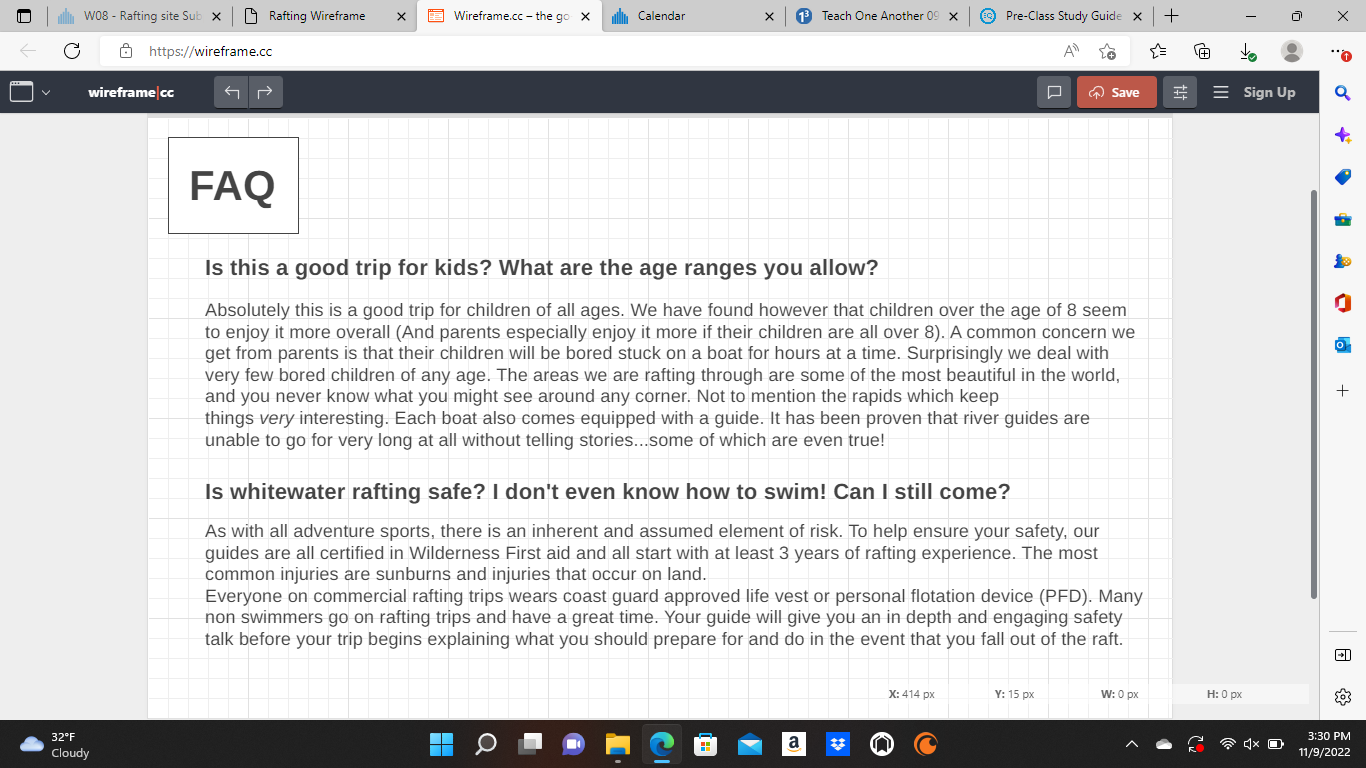 W08 - Rafting site Sub
Rafting Wireframe
Wireframe.cc – the go
Calendar
Teach One Another 09
Pre-Class Study Guide
https://wireframe.cc
wireframe|cc
Save
Sign Up
FAQ
Is this a good trip for kids? What are the age ranges you allow?
Absolutely this is a good trip for children of all ages. We have found however that children over the age of 8 seem
to enjoy it more overall (And parents especially enjoy it more if their children are all over 8). A common concern we
get from parents is that their children will be bored stuck on a boat for hours at a time. Surprisingly we deal with
very few bored children of any age. The areas we are rafting through are some of the most beautiful in the world,
and you never know what you might see around any corner. Not to mention the rapids which keep
things very interesting. Each boat also comes equipped with a guide. It has been proven that river guides are
unable to go for very long at all without telling stories...some of which are even true!
Is whitewater rafting safe? I don't even know how to swim! Can I still come?
As with all adventure sports, there is an inherent and assumed element of risk. To help ensure your safety, our
guides are all certified in Wilderness First aid and all start with at least 3 years of rafting experience. The most
common injuries are sunburns and injuries that occur on land.
Everyone on commercial rafting trips wears coast guard approved life vest or personal flotation device (PFD). Many
non swimmers go on rafting trips and have a great time. Your guide will give you an in depth and engaging safety
talk before your trip begins explaining what you should prepare for and do in the event that you fall out of the raft.
X: 414 px Y: 15 px W: 0 px H: 0 px
32°F
Cloudy
3:30 PM
11/9/2022